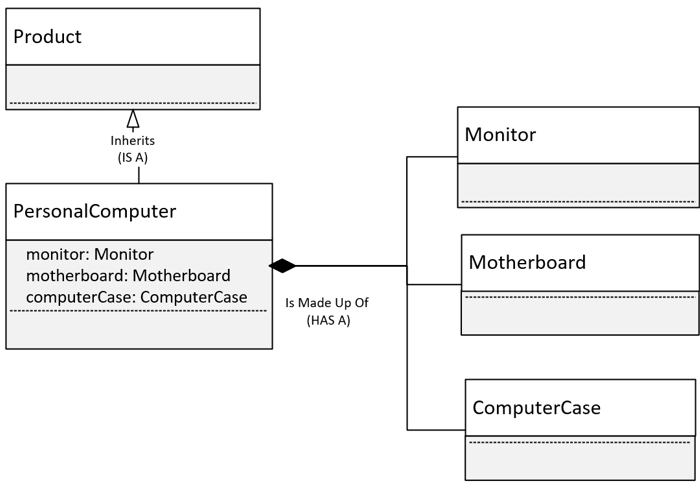 Product
Inherits
(IS A)
PersonalComputer
monitor: Monitor
motherboard: Motherboard
computerCase: ComputerCase
Is Made Up Of
(HAS A)
Monitor
Motherboard
ComputerCase